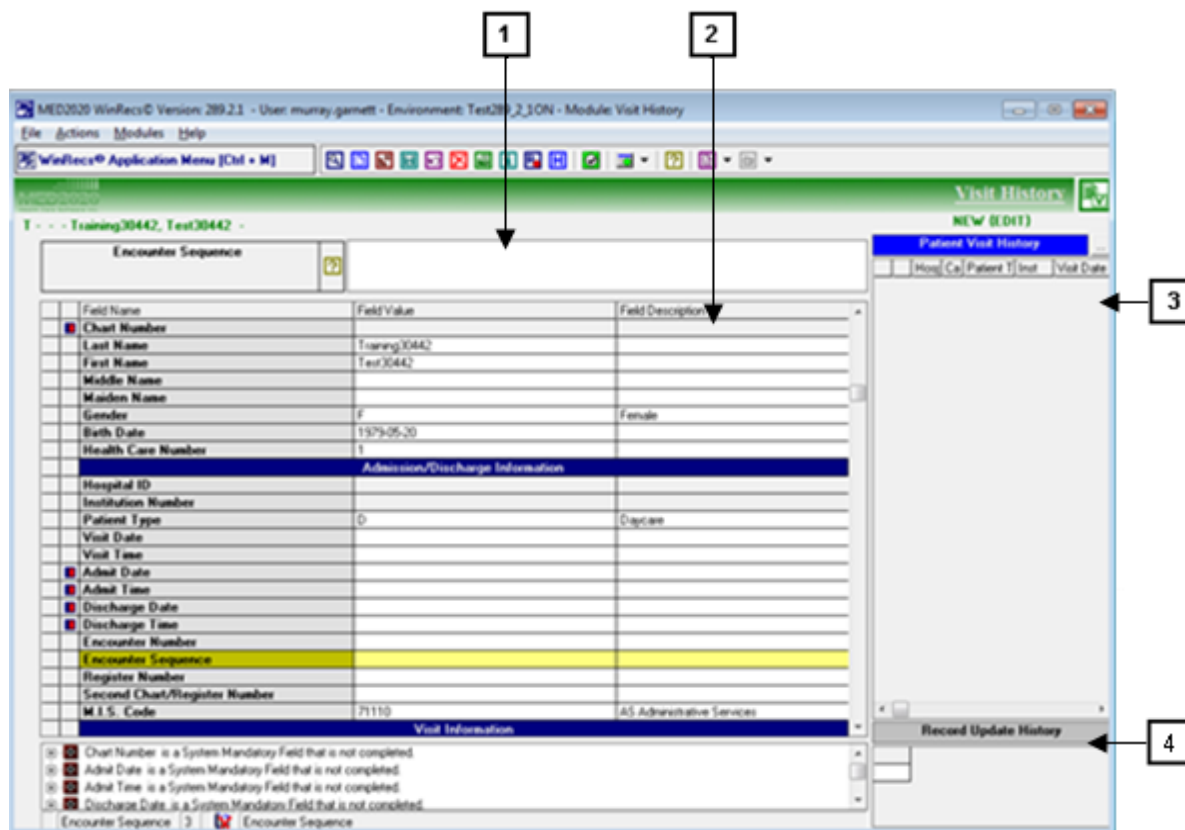 1 2
MED2020 WinRecs© Version: 289.2.1 - User: murray.garnett - Environment: Test289_2_1ON - Module: Visit History
File Actions Modules Help
WinRecs© Application Menu [Ctrl + M]
MED2020 Visit History
T - - - Training30442, Test30442 - NEW (EDIT)
Encounter Sequence Patient Visit History ...
Hosp Ca Patient T Inst Visit Date
3
Field Name Field Value Field Description
Chart Number
Last Name Training30442
First Name Test30442
Middle Name
Maiden Name
Gender F Female
Birth Date 1979-05-20
Health Care Number 1
Admission/Discharge Information
Hospital ID
Institution Number
Patient Type D Daycare
Visit Date
Visit Time
Admit Date
Admit Time
Discharge Date
Discharge Time
Encounter Number
Encounter Sequence
Register Number
Second Chart/Register Number
M.I.S. Code 71110 AS Administrative Services
Visit Information Record Update History
4
Chart Number is a System Mandatory Field that is not completed.
Admit Date is a System Mandatory Field that is not completed.
Admit Time is a System Mandatory Field that is not completed.
Discharge Date is a System Mandatory Field that is not completed.
Encounter Sequence 3 Encounter Sequence